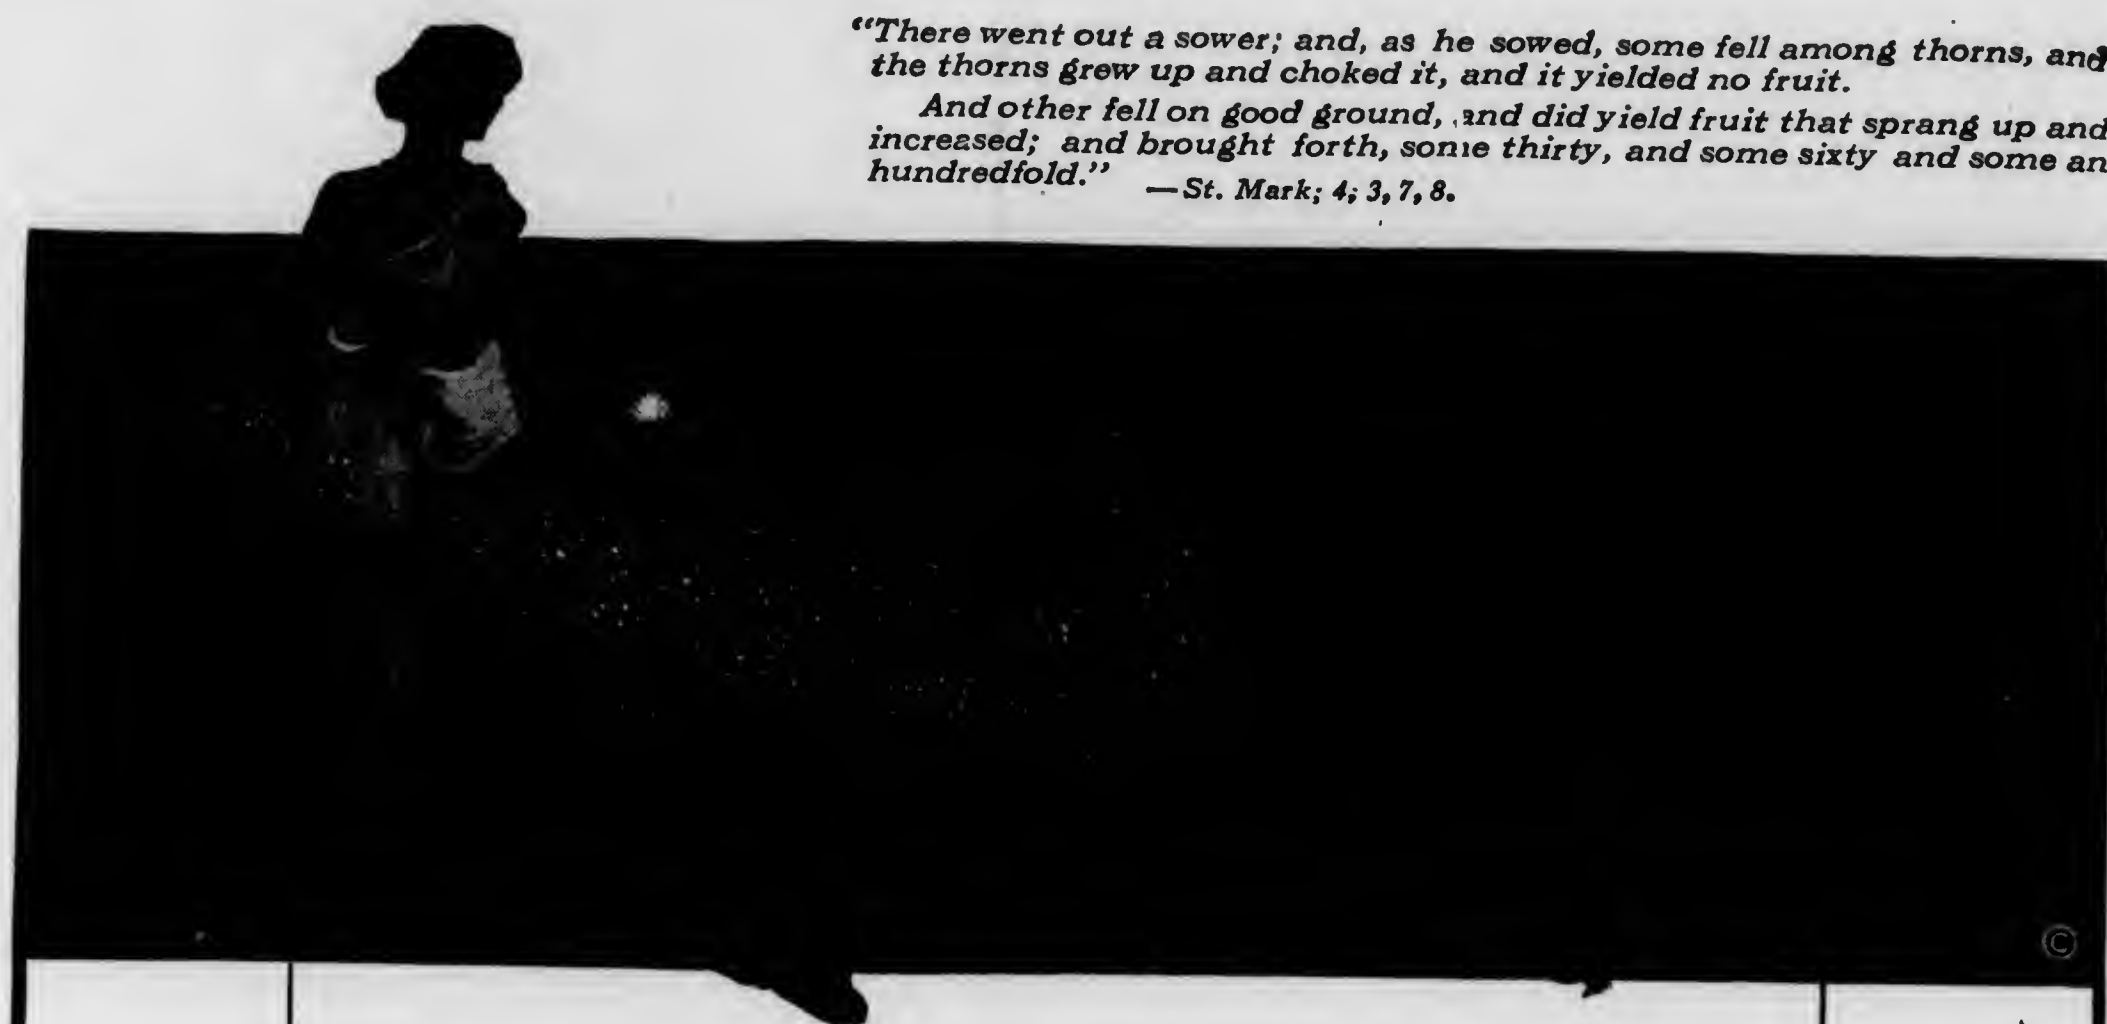 “There went out a sower; and, as he sowed, some fell among thorns, and
the thorns grew up and choked it, and it yielded no fruit.
And other fell on good ground, and did yield fruit that sprang up and
increased; and brought forth, some thirty, and some sixty and some an
hundredfold.” —St. Mark; 4; 3, 7, 8.
©